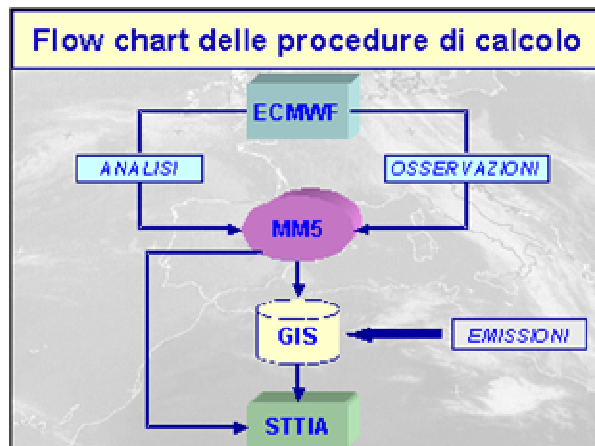 Flow chart delle procedure di calcolo
ECMWF
ANALISI
OSSERVAZIONI
MM5
GIS
EMISSIONI
STTIA